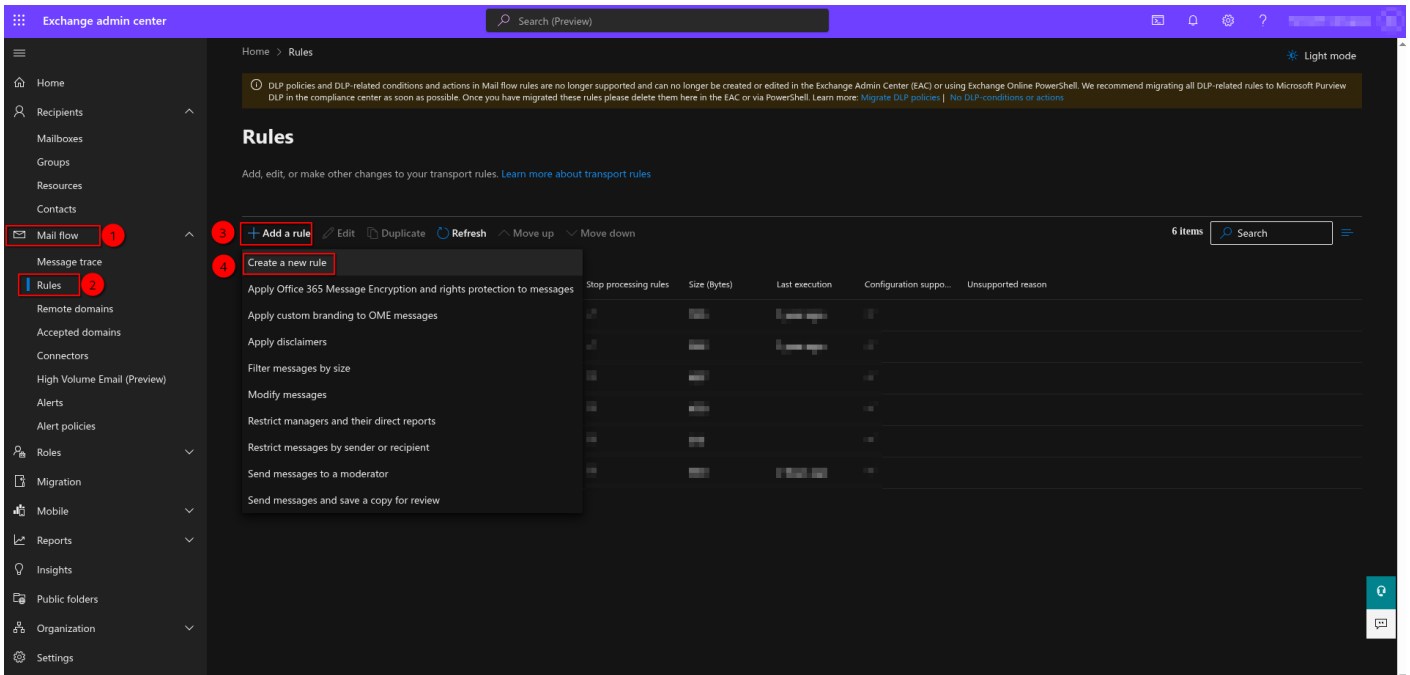 Exchange admin center
Search (Preview)
?
Home
Recipients
Mailboxes
Groups
Resources
Contacts
Mail flow 1
Message trace
Rules 2
Remote domains
Accepted domains
Connectors
High Volume Email (Preview)
Alerts
Alert policies
Roles
Migration
Mobile
Reports
Insights
Public folders
Organization
Settings
Home > Rules
Light mode
DLP policies and DLP-related conditions and actions in Mail flow rules are no longer supported and can no longer be created or edited in the Exchange Admin Center (EAC) or using Exchange Online PowerShell. We recommend migrating all DLP-related rules to Microsoft Purview
DLP in the compliance center as soon as possible. Once you have migrated these rules please delete them here in the EAC or via PowerShell. Learn more: Migrate DLP policies | No DLP-conditions or actions
Rules
Add, edit, or make other changes to your transport rules. Learn more about transport rules
3 + Add a rule Edit Duplicate Refresh Move up Move down 6 items Search
4 Create a new rule
Apply Office 365 Message Encryption and rights protection to messages
Apply custom branding to OME messages
Apply disclaimers
Filter messages by size
Modify messages
Restrict managers and their direct reports
Restrict messages by sender or recipient
Send messages to a moderator
Send messages and save a copy for review
Stop processing rules Size (Bytes) Last execution Configuration suppo... Unsupported reason